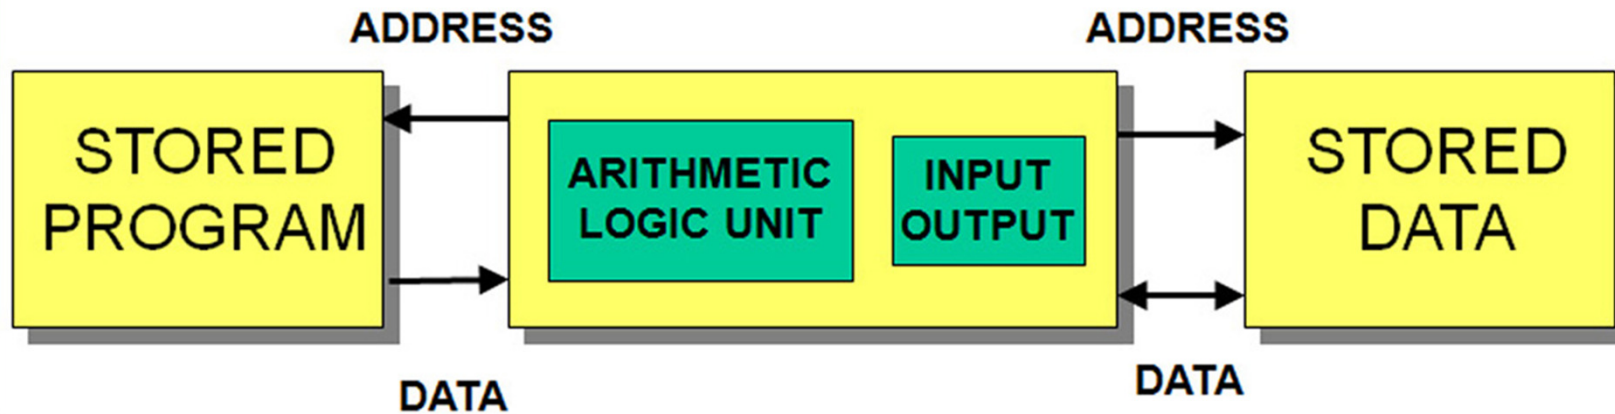 ADDRESS
ADDRESS
STORED
PROGRAM
ARITHMETIC
LOGIC UNIT
INPUT
OUTPUT
STORED
DATA
DATA
DATA